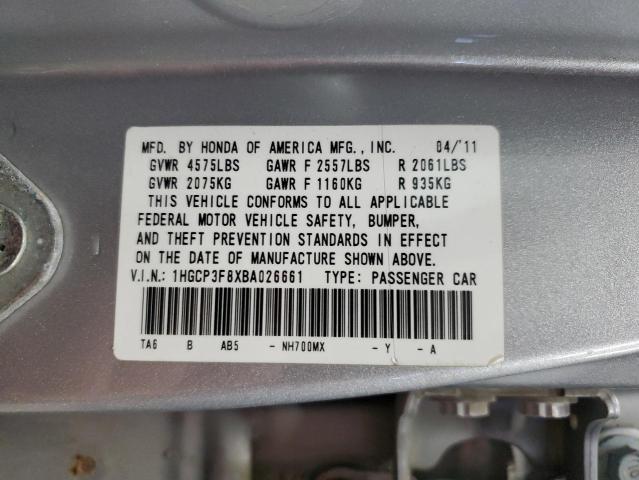 MFD. BY HONDA OF AMERICA MFG., INC. 04/'11
GVWR 4575LBS GAWR F 2557LBS R 2061LBS
GVWR 2075KG GAWR F 1160KG R 935KG
THIS VEHICLE CONFORMS TO ALL APPLICABLE
FEDERAL MOTOR VEHICLE SAFETY, BUMPER,
AND THEFT PREVENTION STANDARDS IN EFFECT
ON THE DATE OF MANUFACTURE SHOWN ABOVE.
V.I.N.: 1HGCP3F8XBA026661 TYPE: PASSENGER CAR
TA6 B AB5 - NH700MX - Y - A